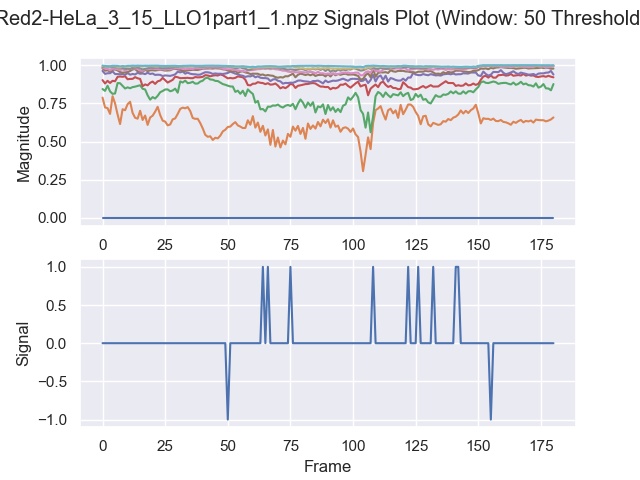 Red2-HeLa_3_15_LLO1part1_1.npz Signals Plot (Window: 50 Threshold
1.00
0.75
0.50
0.25
0.00
Magnitude
0 25 50 75 100 125 150 175
1.0
0.5
0.0
−0.5
−1.0
Signal
0 25 50 75 100 125 150 175
Frame